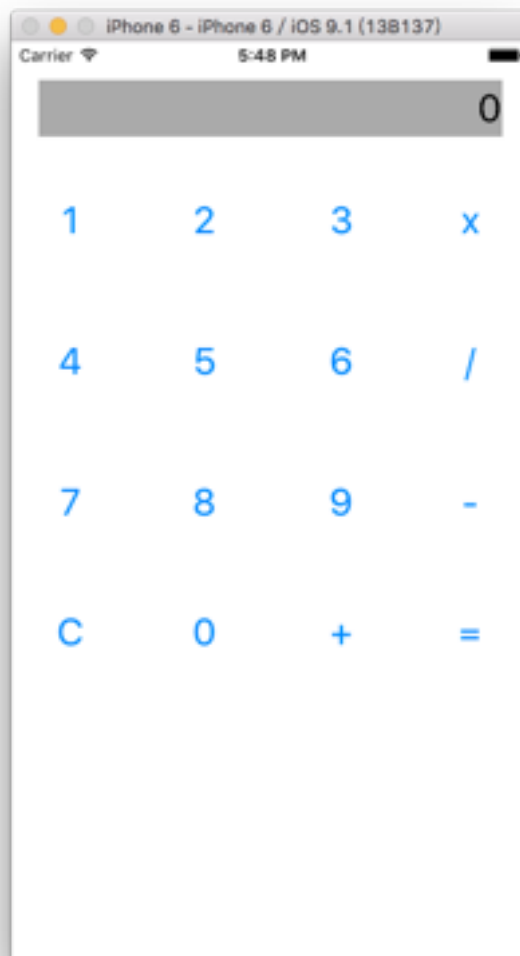 iPhone 6 - iPhone 6 / iOS 9.1 (13B137)
Carrier 5:48 PM
0
1 2 3 x
4 5 6 /
7 8 9 -
C 0 + =